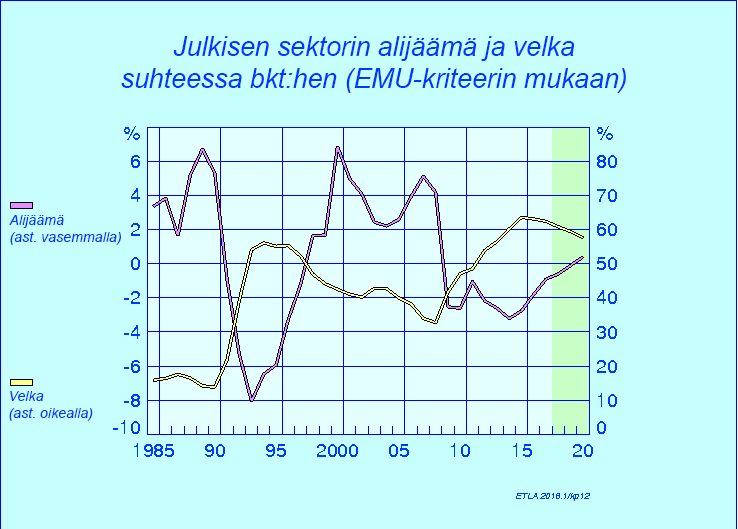 Julkisen sektorin alijäämä ja velka
suhteessa bkt:hen (EMU-kriteerin mukaan)
% %
6 80
4 70
Alijäämä
(ast. vasemmalla)
2 60
0 50
-2 40
-4 30
-6 20
Velka
(ast. oikealla)
-8 10
-10 0
1985 90 95 2000 05 10 15 20
ETLA 2018.1/kp12